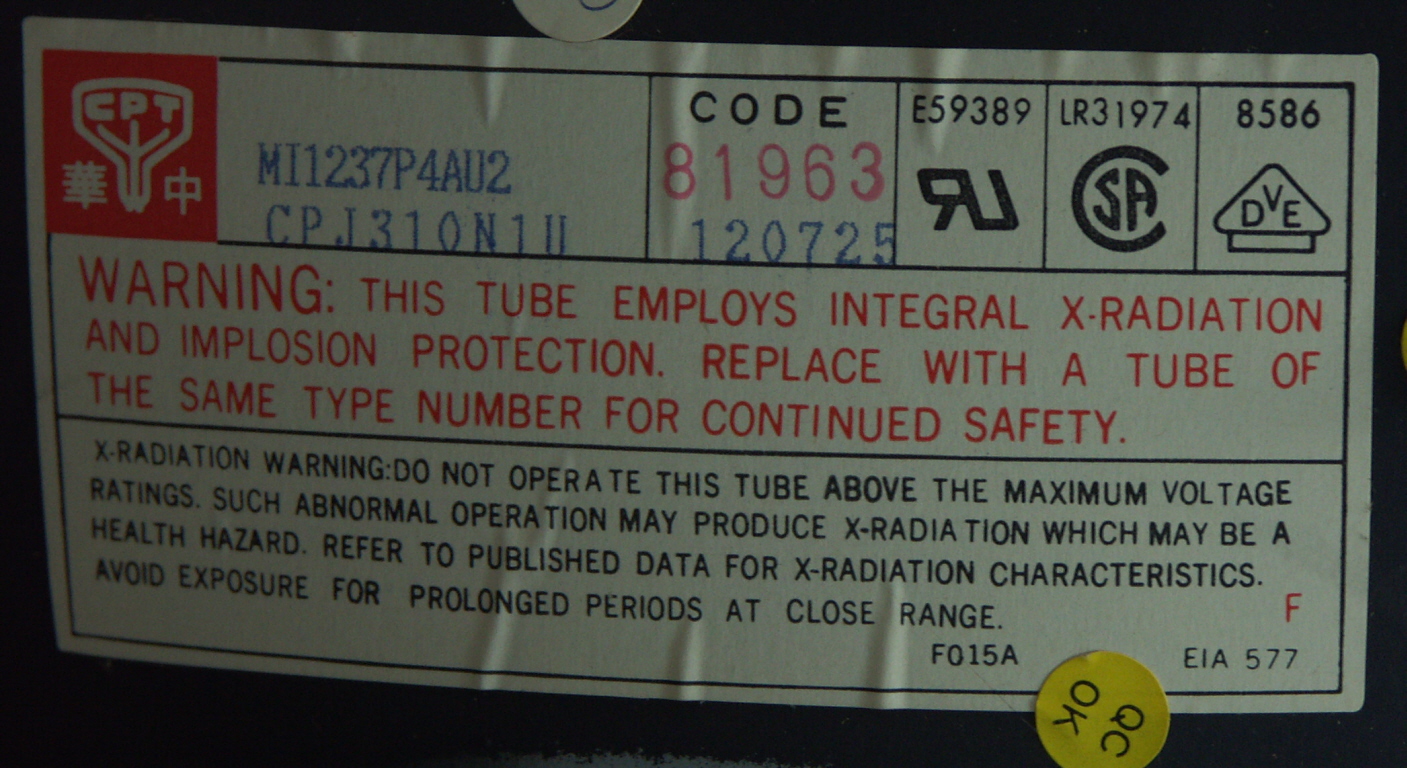 CPT
華 中
MI1237P4AU2
CPJ310N1U
CODE
81963
120725
E59389
LR31974
8586
RU
CSA
DVE
WARNING: THIS TUBE EMPLOYS INTEGRAL X-RADIATION
AND IMPLOSION PROTECTION. REPLACE WITH A TUBE OF
THE SAME TYPE NUMBER FOR CONTINUED SAFETY.
X-RADIATION WARNING:DO NOT OPERATE THIS TUBE ABOVE THE MAXIMUM VOLTAGE
RATINGS. SUCH ABNORMAL OPERATION MAY PRODUCE X-RADIATION WHICH MAY BE A
HEALTH HAZARD. REFER TO PUBLISHED DATA FOR X-RADIATION CHARACTERISTICS.
AVOID EXPOSURE FOR PROLONGED PERIODS AT CLOSE RANGE.
F
F015A
EIA 577
QC
OK